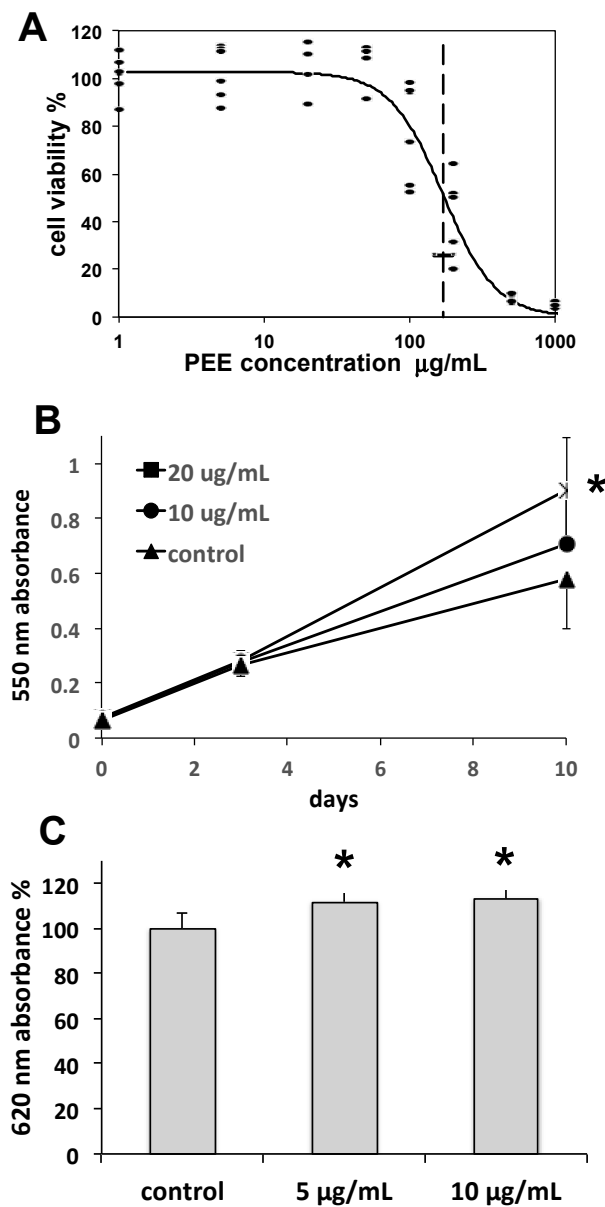 A
120
100
80
60
40
20
0
cell viability %
1 10 100 1000
PEE concentration μg/mL
B
1
0.8
0.6
0.4
0.2
0
550 nm absorbance
20 ug/mL
10 ug/mL
control
*
0 2 4 6 8 10
days
C
120
100
80
60
40
20
0
620 nm absorbance %
* *
control 5 μg/mL 10 μg/mL